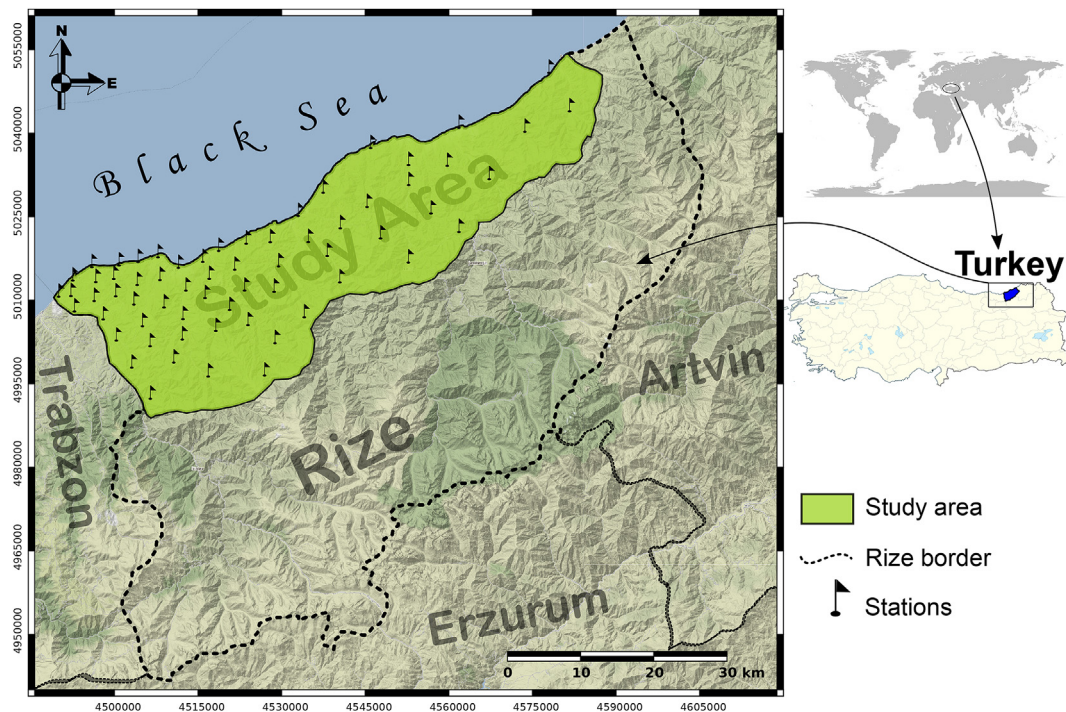 N
E
Black Sea
Study Area
Trabzon
Rize
Artvin
Erzurum
0 10 20 30 km
5055000
5040000
5025000
5010000
4995000
4980000
4965000
4950000
4500000 4515000 4530000 4545000 4560000 4575000 4590000 4605000
Turkey
Study area
Rize border
Stations